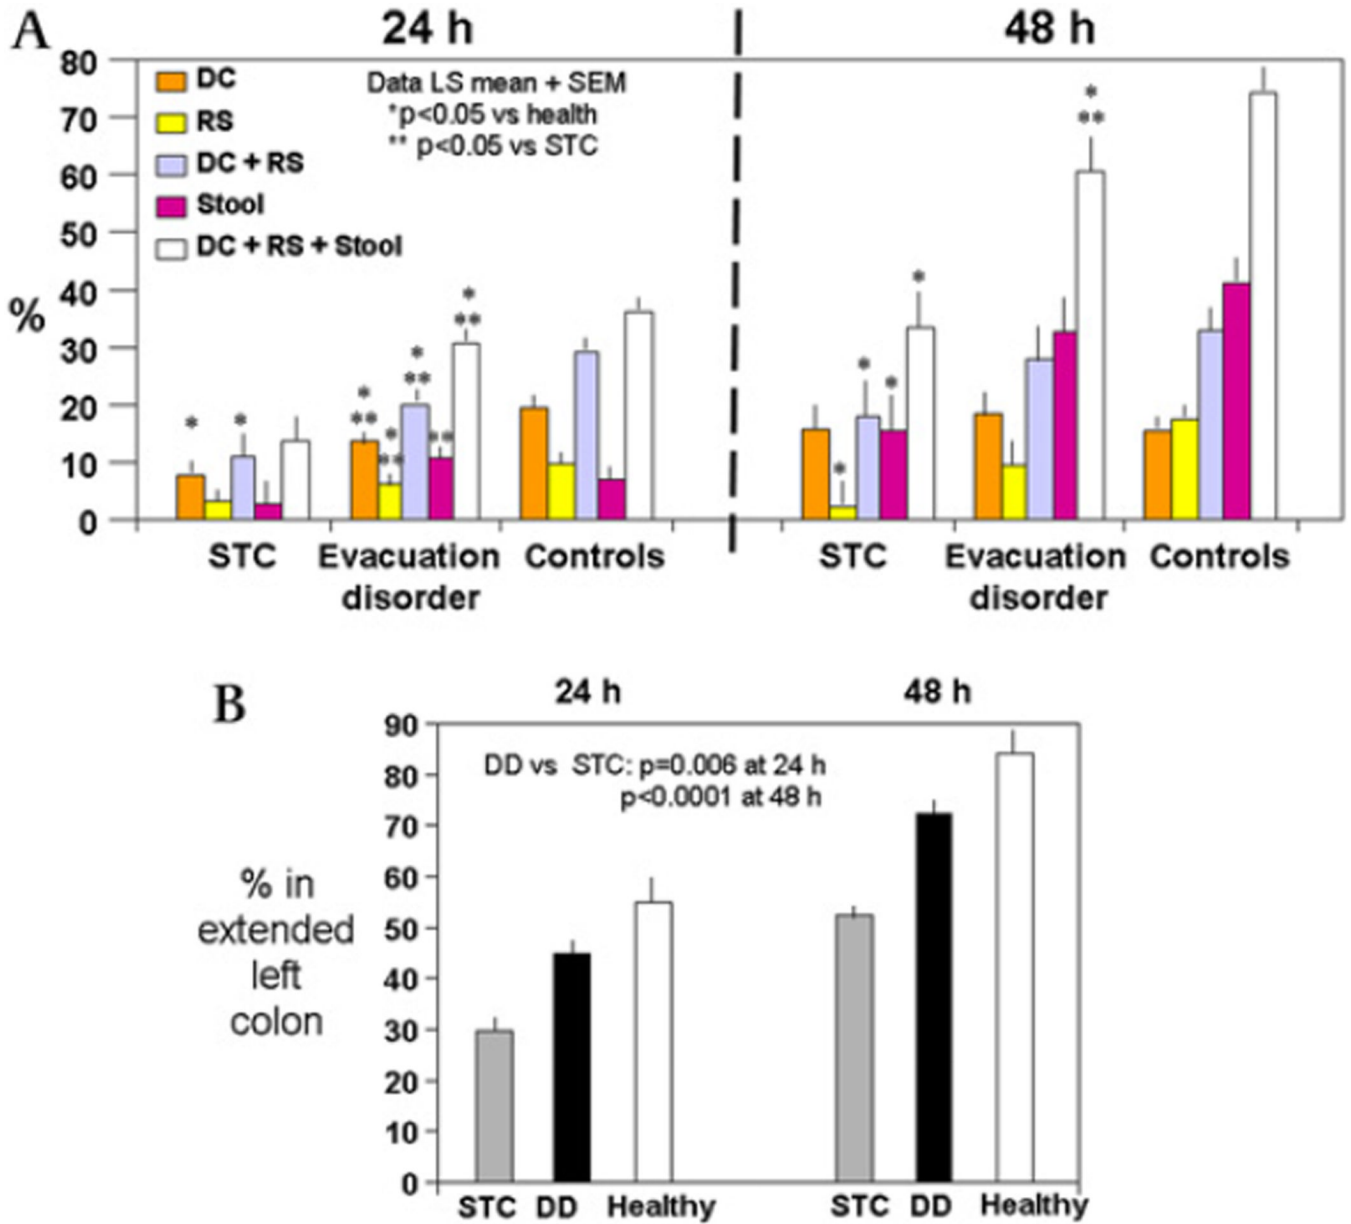 A
24 h
48 h
80
70
60
50
40
30
20
10
0
%
DC
RS
DC + RS
Stool
DC + RS + Stool
Data LS mean + SEM
*p<0.05 vs health
** p<0.05 vs STC
*
*
*
**
*
**
*
**
**
*
**
*
*
*
*
*
**
STC
Evacuation
disorder
Controls
STC
Evacuation
disorder
Controls
B
24 h
48 h
90
80
70
60
50
40
30
20
10
0
% in
extended
left
colon
DD vs STC: p=0.006 at 24 h
p<0.0001 at 48 h
STC DD Healthy
STC DD Healthy